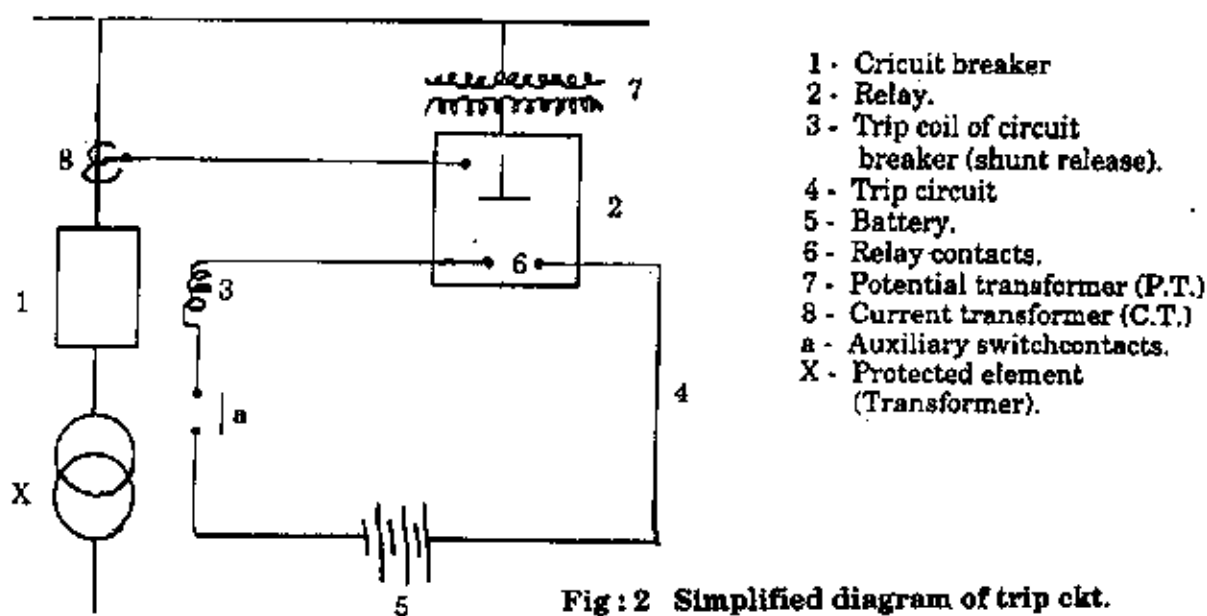 1 - Cricuit breaker
2 - Relay.
3 - Trip coil of circuit
breaker (shunt release).
4 - Trip circuit
5 - Battery.
6 - Relay contacts.
7 - Potential transformer (P.T.)
8 - Current transformer (C.T.)
a - Auxiliary switchcontacts.
X - Protected element
(Transformer).
7
8
2
6
3
1
a
4
X
5
Fig : 2 Simplified diagram of trip ckt.